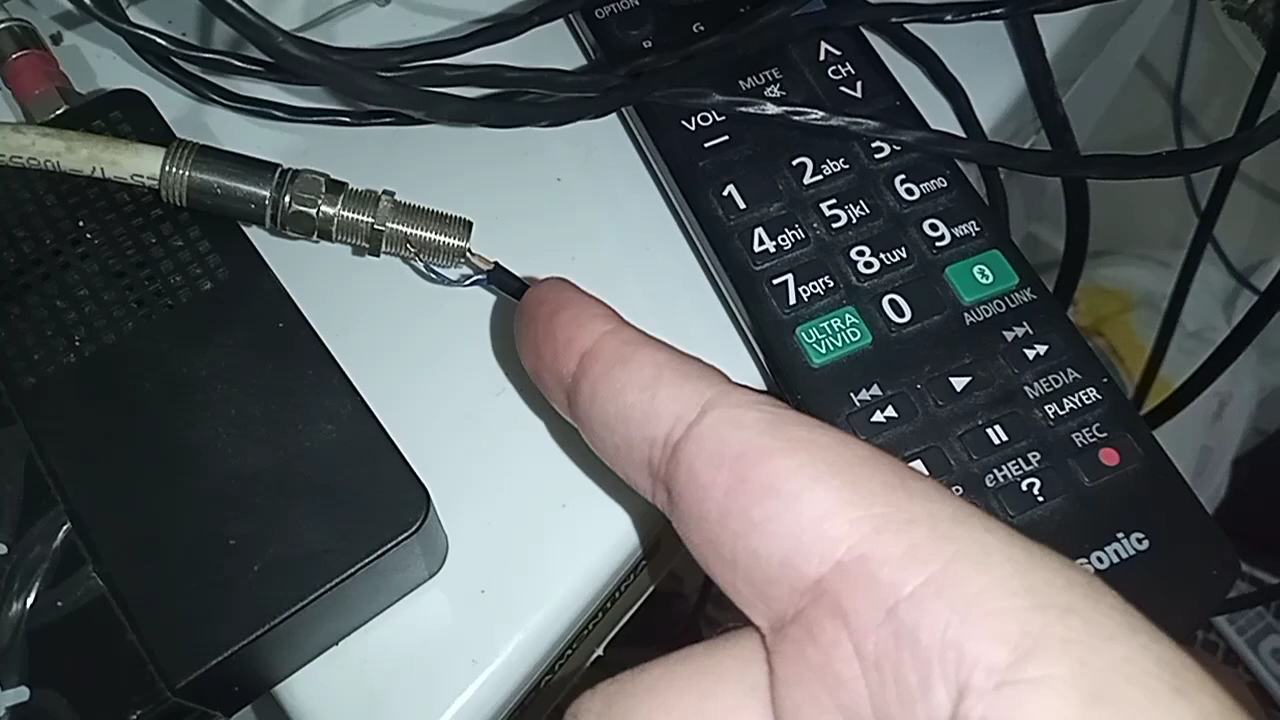 OPTION
R
G
MUTE
CH
VOL
1
2abc
4ghi
5jkl
6mno
7pqrs
8tuv
9wxyz
ULTRA
VIVID
0
AUDIO LINK
MEDIA
PLAYER
REC
eHELP
?
sonic
AMONTINA